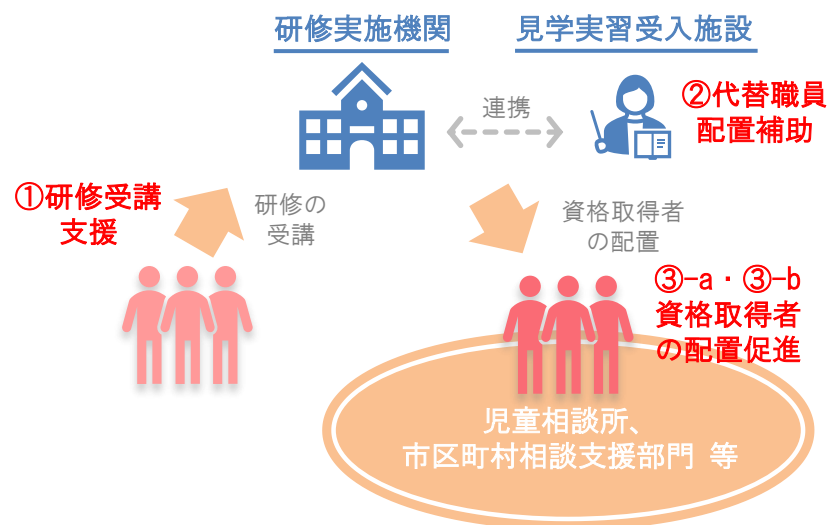 研修実施機関
見学実習受入施設
連携
②代替職員
配置補助
①研修受講
支援
研修の
受講
資格取得者
の配置
③-a・③-b
資格取得者
の配置促進
児童相談所、
市区町村相談支援部門 等